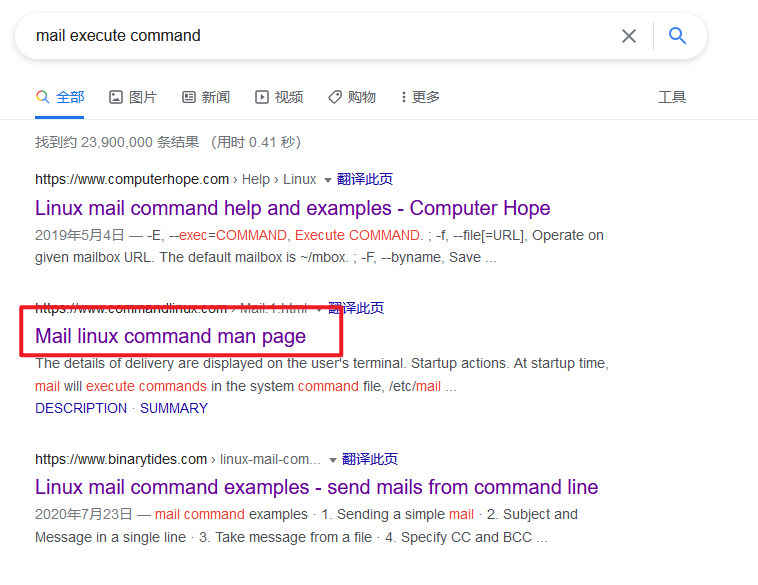 mail execute command
全部 图片 新闻 视频 购物 更多 工具
找到约 23,900,000 条结果 （用时 0.41 秒）
https://www.computerhope.com › Help › Linux 翻译此页
Linux mail command help and examples - Computer Hope
2019年5月4日 — -E, --exec=COMMAND, Execute COMMAND. ; -f, --file[=URL], Operate on
given mailbox URL. The default mailbox is ~/mbox. ; -F, --byname, Save ...
https://www.commandlinux.com › Mail.1.html 翻译此页
Mail linux command man page
The details of delivery are displayed on the user's terminal. Startup actions. At startup time,
mail will execute commands in the system command file, /etc/mail ...
DESCRIPTION · SUMMARY
https://www.binarytides.com › linux-mail-com... 翻译此页
Linux mail command examples - send mails from command line
2020年7月23日 — mail command examples · 1. Sending a simple mail · 2. Subject and
Message in a single line · 3. Take message from a file · 4. Specify CC and BCC ...